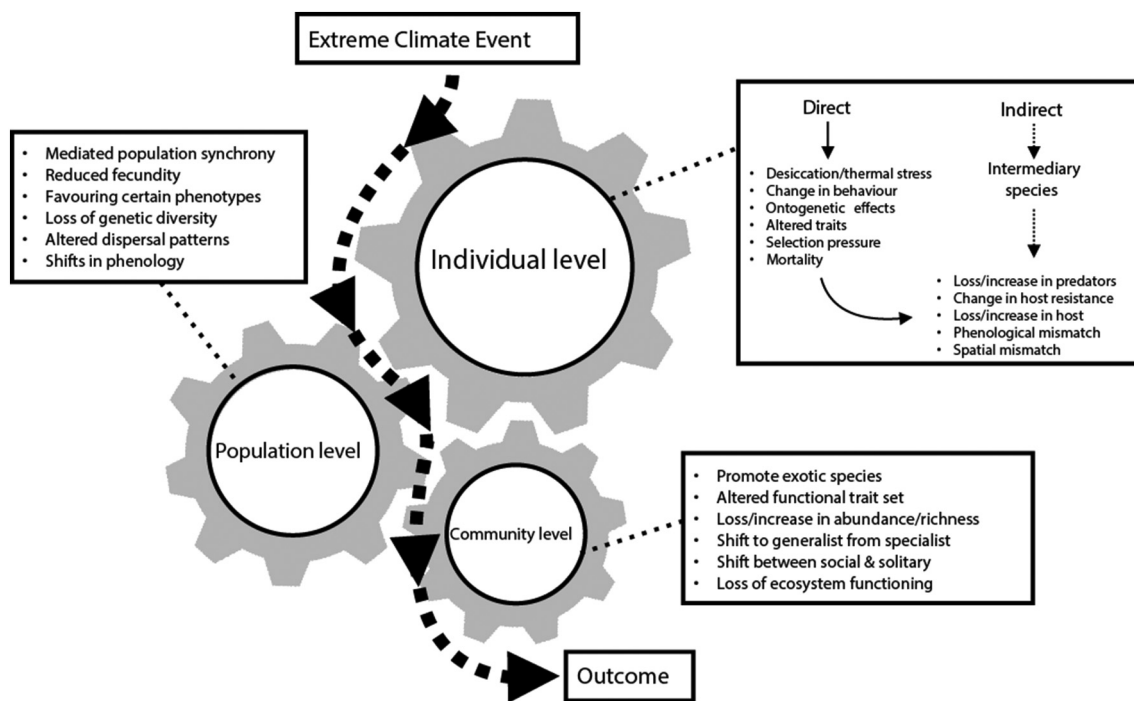 Extreme Climate Event
• Mediated population synchrony
• Reduced fecundity
• Favouring certain phenotypes
• Loss of genetic diversity
• Altered dispersal patterns
• Shifts in phenology
Direct
• Desiccation/thermal stress
• Change in behaviour
• Ontogenetic effects
• Altered traits
• Selection pressure
• Mortality
Indirect
Intermediary
species
• Loss/increase in predators
• Change in host resistance
• Loss/increase in host
• Phenological mismatch
• Spatial mismatch
Individual level
Population level
Community level
• Promote exotic species
• Altered functional trait set
• Loss/increase in abundance/richness
• Shift to generalist from specialist
• Shift between social & solitary
• Loss of ecosystem functioning
Outcome